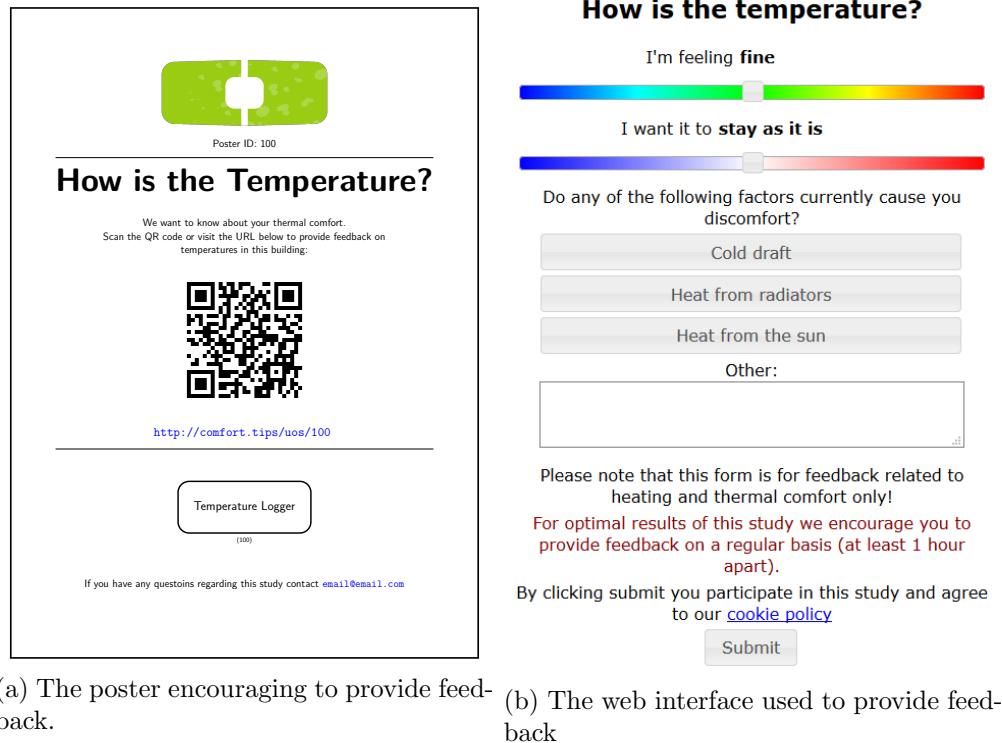 Poster ID: 100
How is the Temperature?
We want to know about your thermal comfort.
Scan the QR code or visit the URL below to provide feedback on
temperatures in this building:
http://comfort.tips/uos/100
Temperature Logger
(100)
If you have any questoins regarding this study contact email@email.com
(a) The poster encouraging to provide feed-
back.
How is the temperature?
I'm feeling fine
I want it to stay as it is
Do any of the following factors currently cause you
discomfort?
Cold draft
Heat from radiators
Heat from the sun
Other:
Please note that this form is for feedback related to
heating and thermal comfort only!
For optimal results of this study we encourage you to
provide feedback on a regular basis (at least 1 hour
apart).
By clicking submit you participate in this study and agree
to our cookie policy
Submit
(b) The web interface used to provide feed-
back